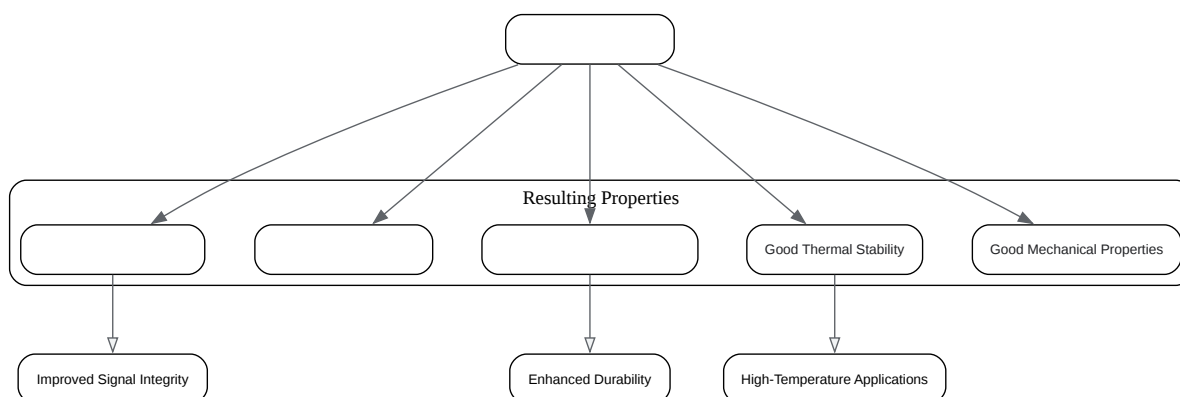 Resulting Properties
Good Thermal Stability
Good Mechanical Properties
Improved Signal Integrity
Enhanced Durability
High-Temperature Applications